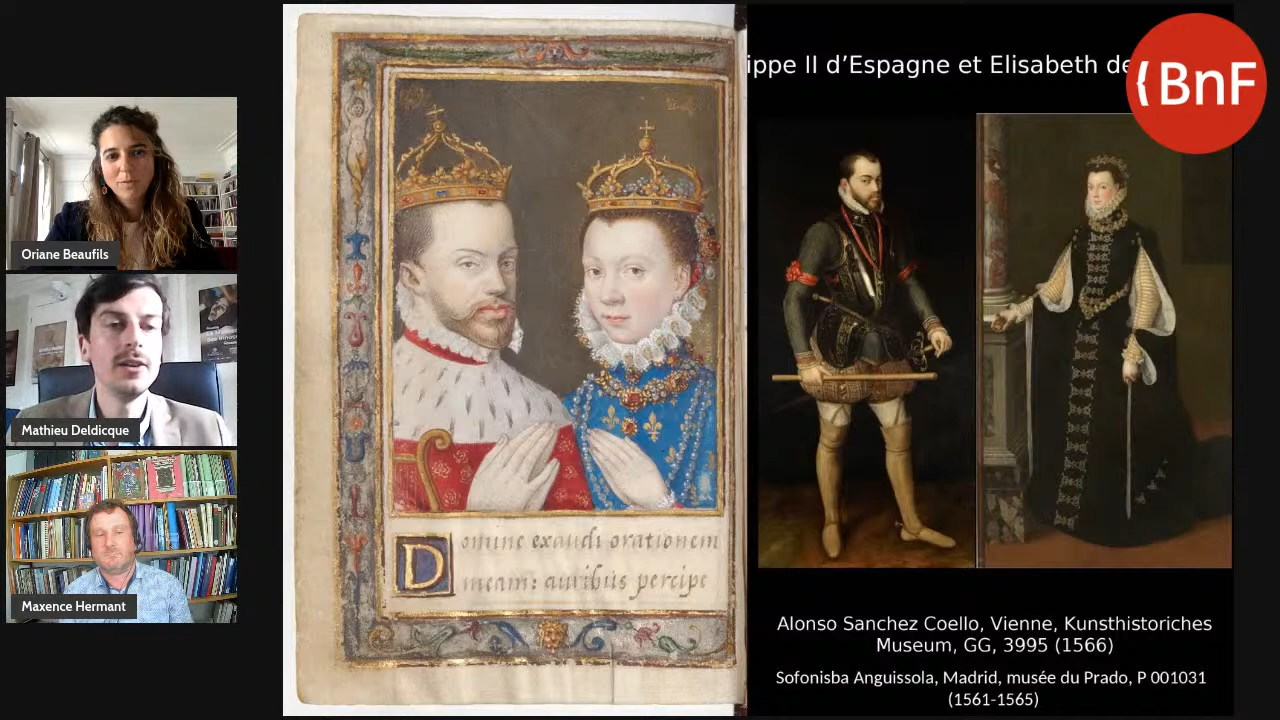 ippe II d’Espagne et Elisabeth de
{BnF
Oriane Beaufils
Mathieu Deldicque
Maxence Hermant
Domine exaudi orationem
meam: auribus percipe
Alonso Sanchez Coello, Vienne, Kunsthistoriches
Museum, GG, 3995 (1566)
Sofonisba Anguissola, Madrid, musée du Prado, P 001031
(1561-1565)